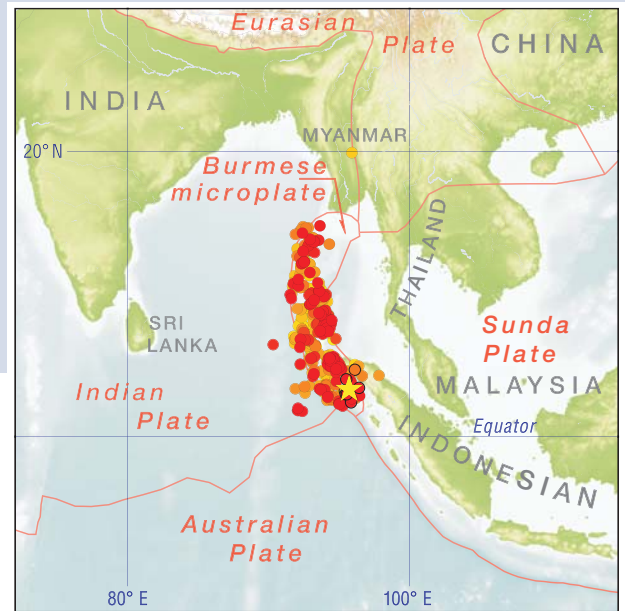 Eurasian
Plate
CHINA
INDIA
MYANMAR
20° N
Burmese
microplate
THAILAND
SRI
LANKA
Sunda
Plate
Indian
Plate
MALAYSIA
Equator
INDONESIAN
Australian
Plate
80° E
100° E